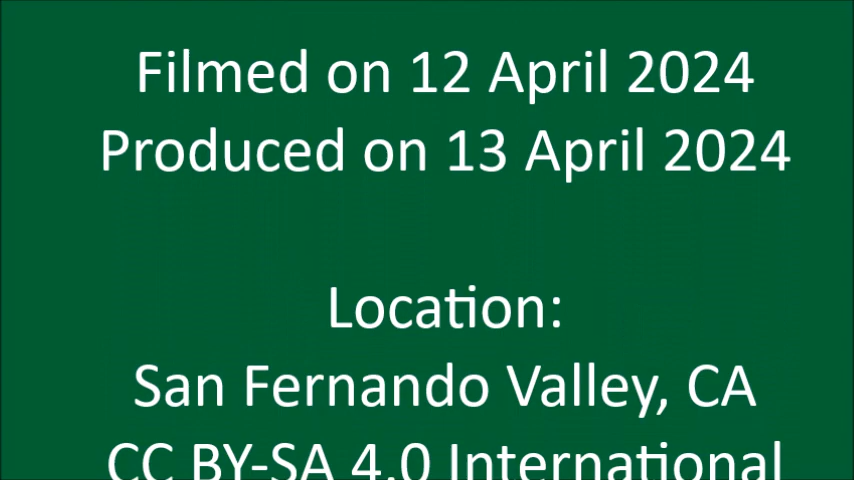 Filmed on 12 April 2024
Produced on 13 April 2024
Location:
San Fernando Valley, CA
CC BY-SA 4.0 International